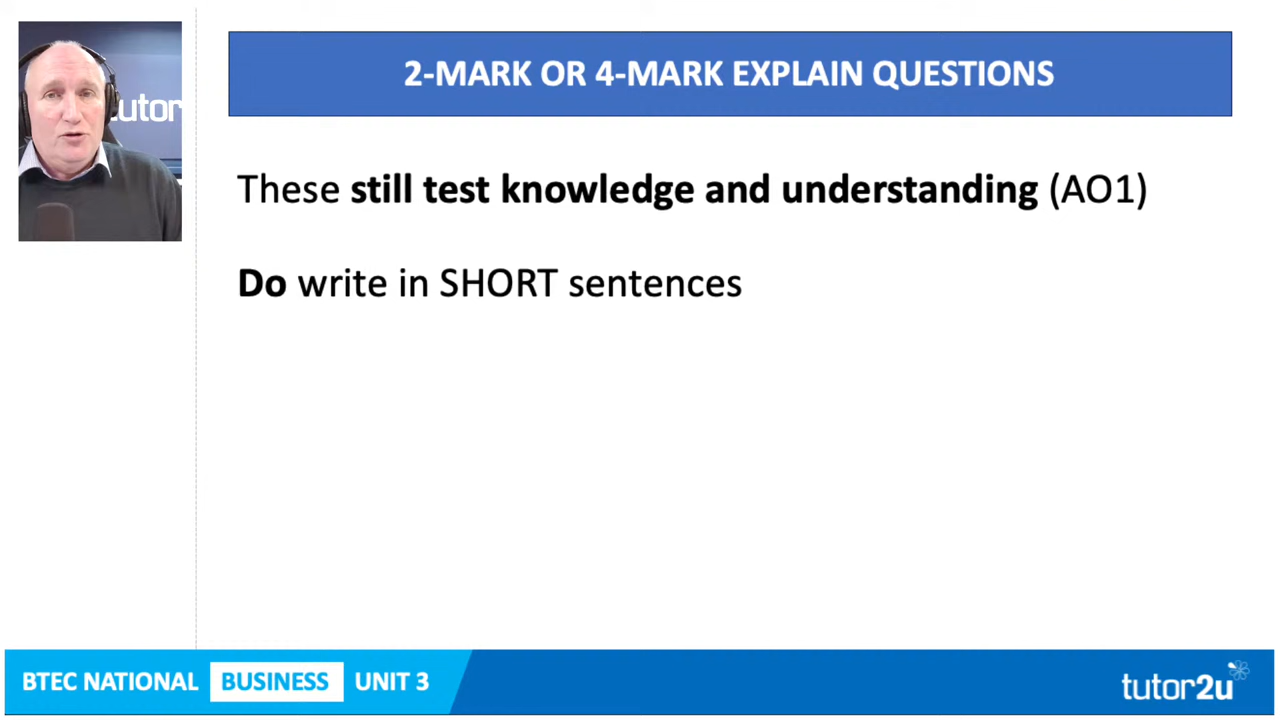 tutor
2-MARK OR 4-MARK EXPLAIN QUESTIONS
These still test knowledge and understanding (AO1)
Do write in SHORT sentences
BTEC NATIONAL BUSINESS UNIT 3
tutor2u